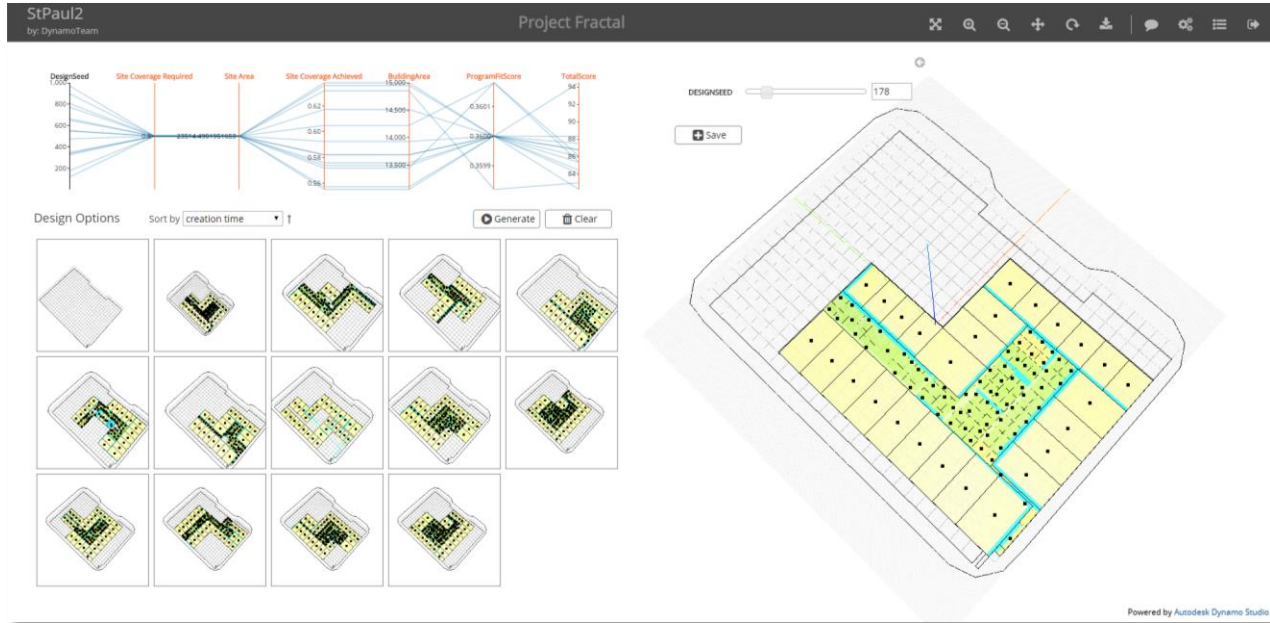 StPaul2
by: DynamoTeam
Project Fractal
DesignSeed
Site Coverage Required
Site Area
Site Coverage Achieved
BuildingArea
ProgramFitScore
TotalScore
1,000
800
600
400
200
0.62
0.60
0.58
0.56
15,000
14,500
14,000
13,500
0.3601
0.3600
0.3599
94
92
90
88
86
84
DESIGNSEED
178
Save
Design Options
Sort by creation time
Generate
Clear
Powered by Autodesk Dynamo Studio